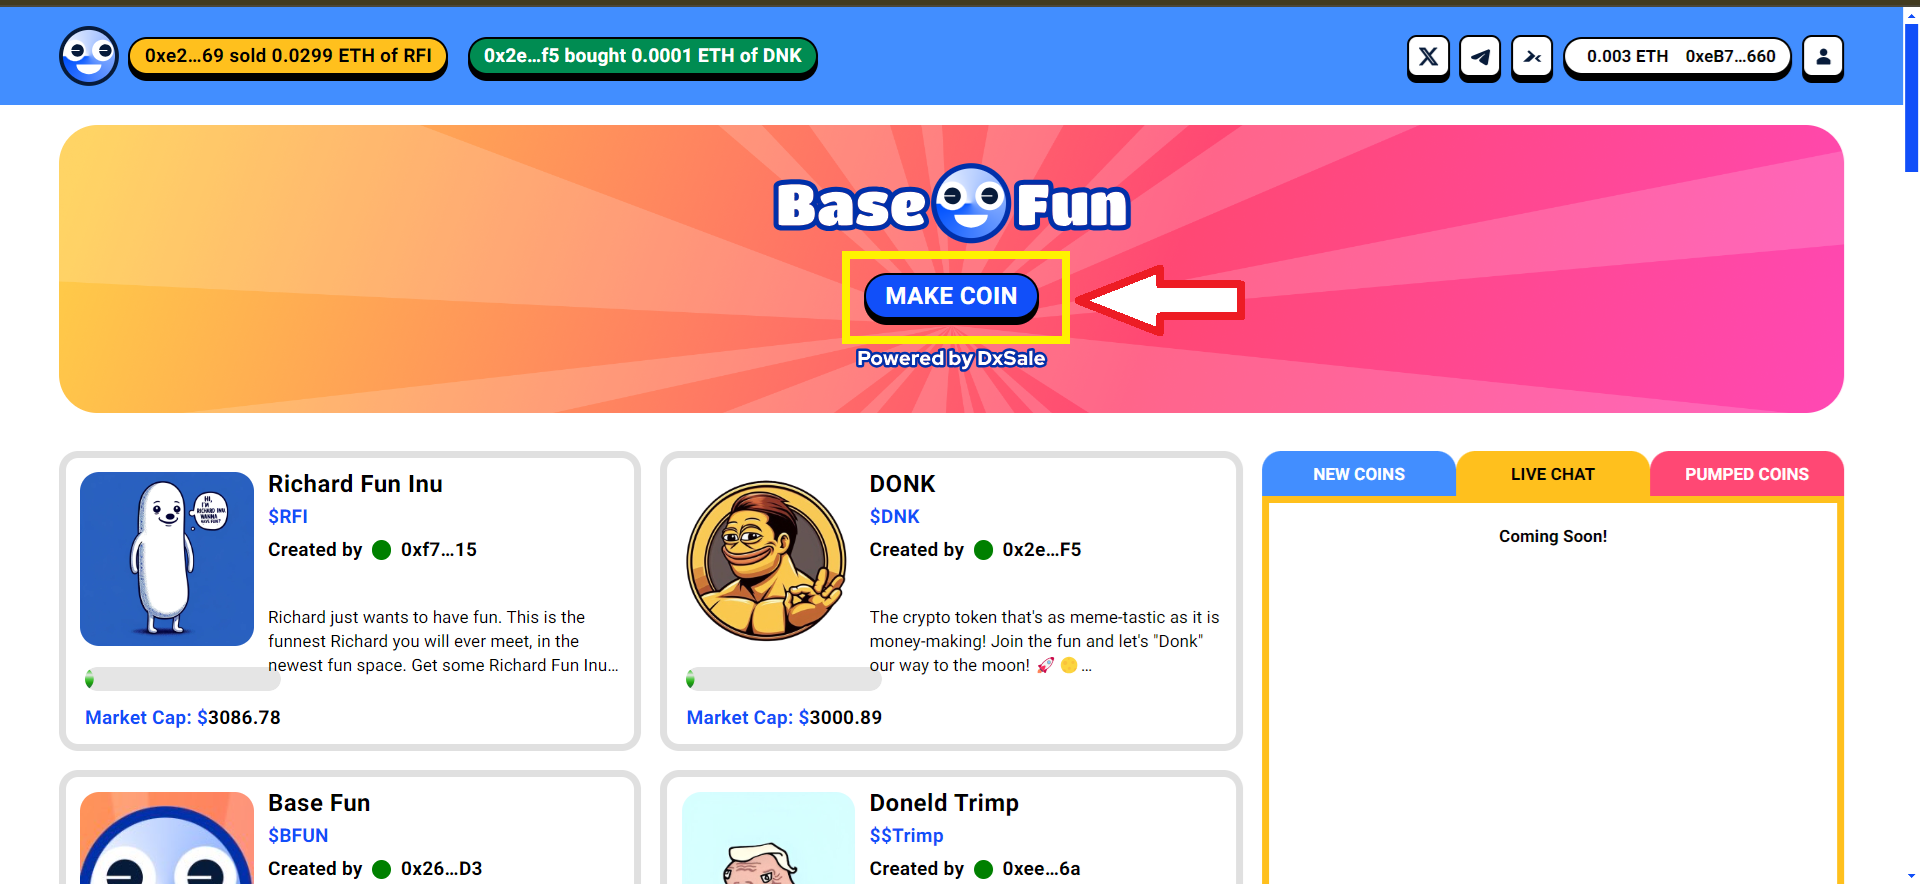 0xe2...69 sold 0.0299 ETH of RFI
0x2e...f5 bought 0.0001 ETH of DNK
0.003 ETH 0xeB7...660
Base Fun
MAKE COIN
Powered by DxSale
Richard Fun Inu
$RFI
Created by 0xf7...15
HI,
I'M
RICHARD INU,
WANNA
HAVE FUN?
Richard just wants to have fun. This is the
funnest Richard you will ever meet, in the
newest fun space. Get some Richard Fun Inu...
Market Cap: $3086.78
DONK
$DNK
Created by 0x2e...F5
The crypto token that's as meme-tastic as it is
money-making! Join the fun and let's "Donk"
our way to the moon! 🚀 🌕 ...
Market Cap: $3000.89
NEW COINS
LIVE CHAT
PUMPED COINS
Coming Soon!
Base Fun
$BFUN
Created by 0x26...D3
Doneld Trimp
$$Trimp
Created by 0xee...6a